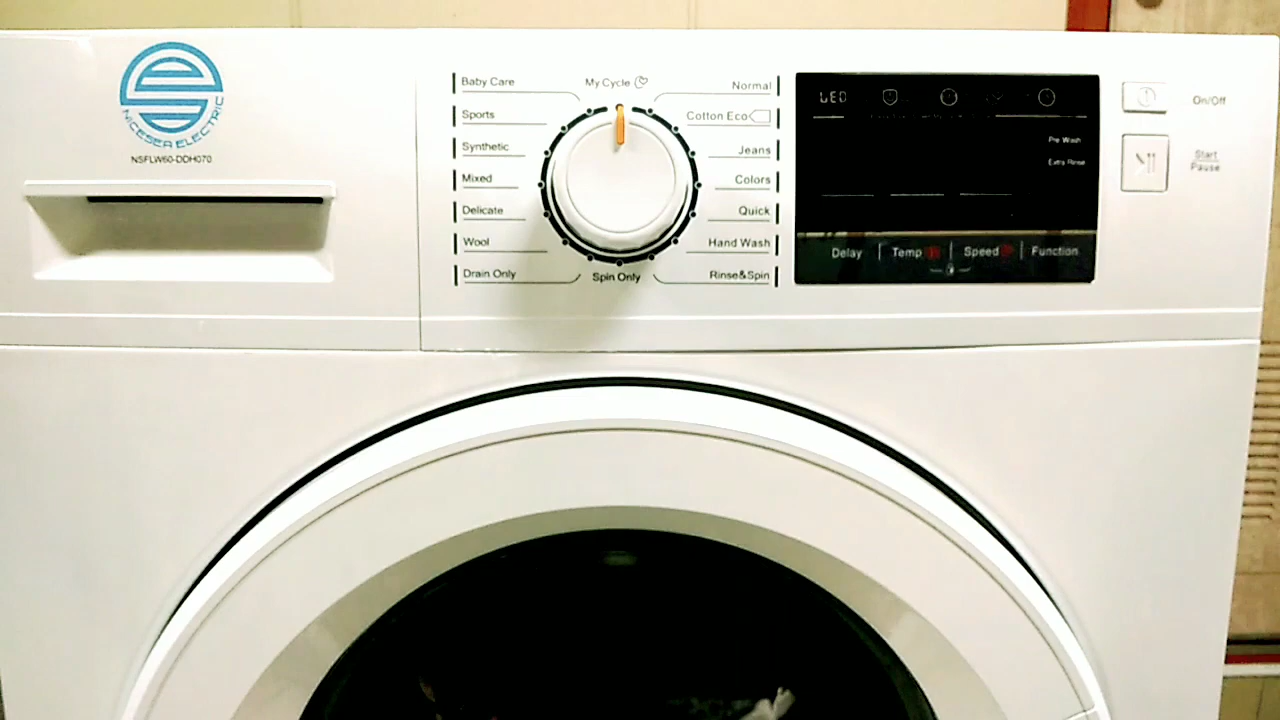 NICESEA ELECTRIC
NSFLW60-DDH070
Baby Care
Sports
Synthetic
Mixed
Delicate
Wool
Drain Only
My Cycle
Spin Only
Normal
Cotton Eco
Jeans
Colors
Quick
Hand Wash
Rinse&Spin
LED
Pre Wash
Extra Rinse
Delay
Temp
Speed
Function
On/Off
Start
Pause